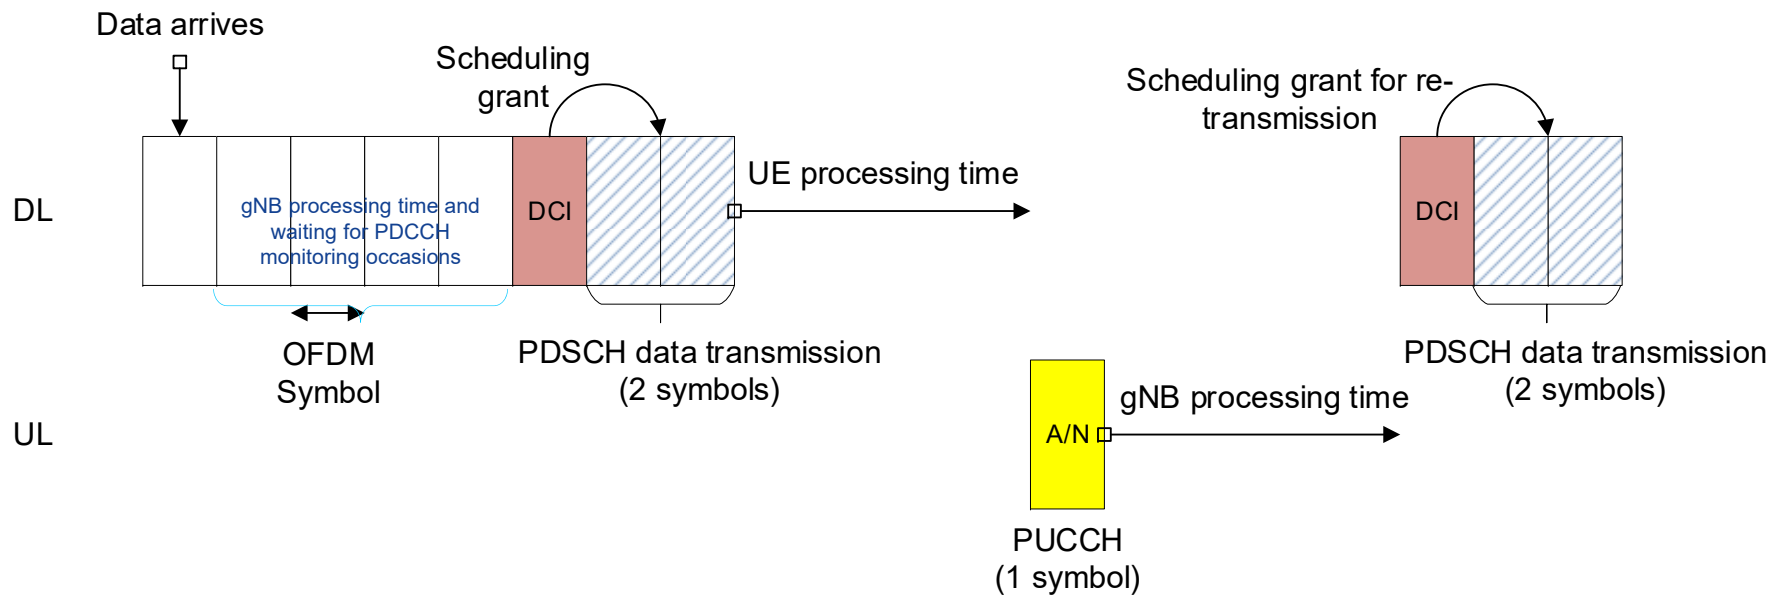 Data arrives
Scheduling
grant
Scheduling grant for re-
transmission
UE processing time
DL
gNB processing time and
waiting for PDCCH
monitoring occasions
DCI
DCI
OFDM
Symbol
PDSCH data transmission
(2 symbols)
PDSCH data transmission
(2 symbols)
gNB processing time
UL
A/N
PUCCH
(1 symbol)